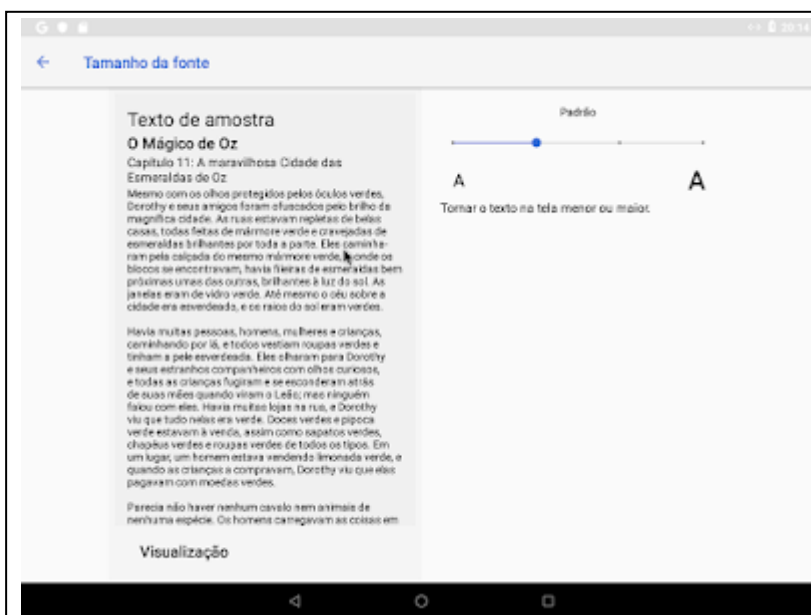 20:14
Tamanho da fonte
Texto de amostra
O Mágico de Oz
Capítulo 11: A maravilhosa Cidade das
Esmeraldas de Oz
Mesmo com os olhos protegidos pelos óculos verdes,
Dorothy e seus amigos foram ofuscados pelo brilho da
magnífica cidade. As ruas estavam repletas de belas
casas, todas feitas de mármore verde e cravejadas de
esmeraldas brilhantes por toda a parte. Eles caminha-
ram pela calçada do mesmo mármore verde, onde os
blocos se encontravam, havia fileiras de esmeraldas bem
próximas umas das outras, brilhantes à luz do sol. As
janelas eram de vidro verde. Até mesmo o céu sobre a
cidade era esverdeado, e os raios do sol eram verdes.
Havia muitas pessoas, homens, mulheres e crianças,
caminhando por lá, e todos vestiam roupas verdes e
tinham a pele esverdeada. Eles olharam para Dorothy
e seus estranhos companheiros com olhos curiosos,
e todas as crianças fugiram e se esconderam atrás
de suas mães quando viram o Leão; mas ninguém
falou com eles. Havia muitas lojas na rua, e Dorothy
viu que tudo nelas era verde. Doces verdes e pipoca
verde estavam à venda, assim como sapatos verdes,
chapéus verdes e roupas verdes de todos os tipos. Em
um lugar, um homem estava vendendo limonada verde, e
quando as crianças a compravam, Dorothy viu que elas
pagavam com moedas verdes.
Parecia não haver nenhum cavalo nem animais de
nenhuma espécie. Os homens carregavam as coisas em
Visualização
Padrão
A A
Tornar o texto na tela menor ou maior.